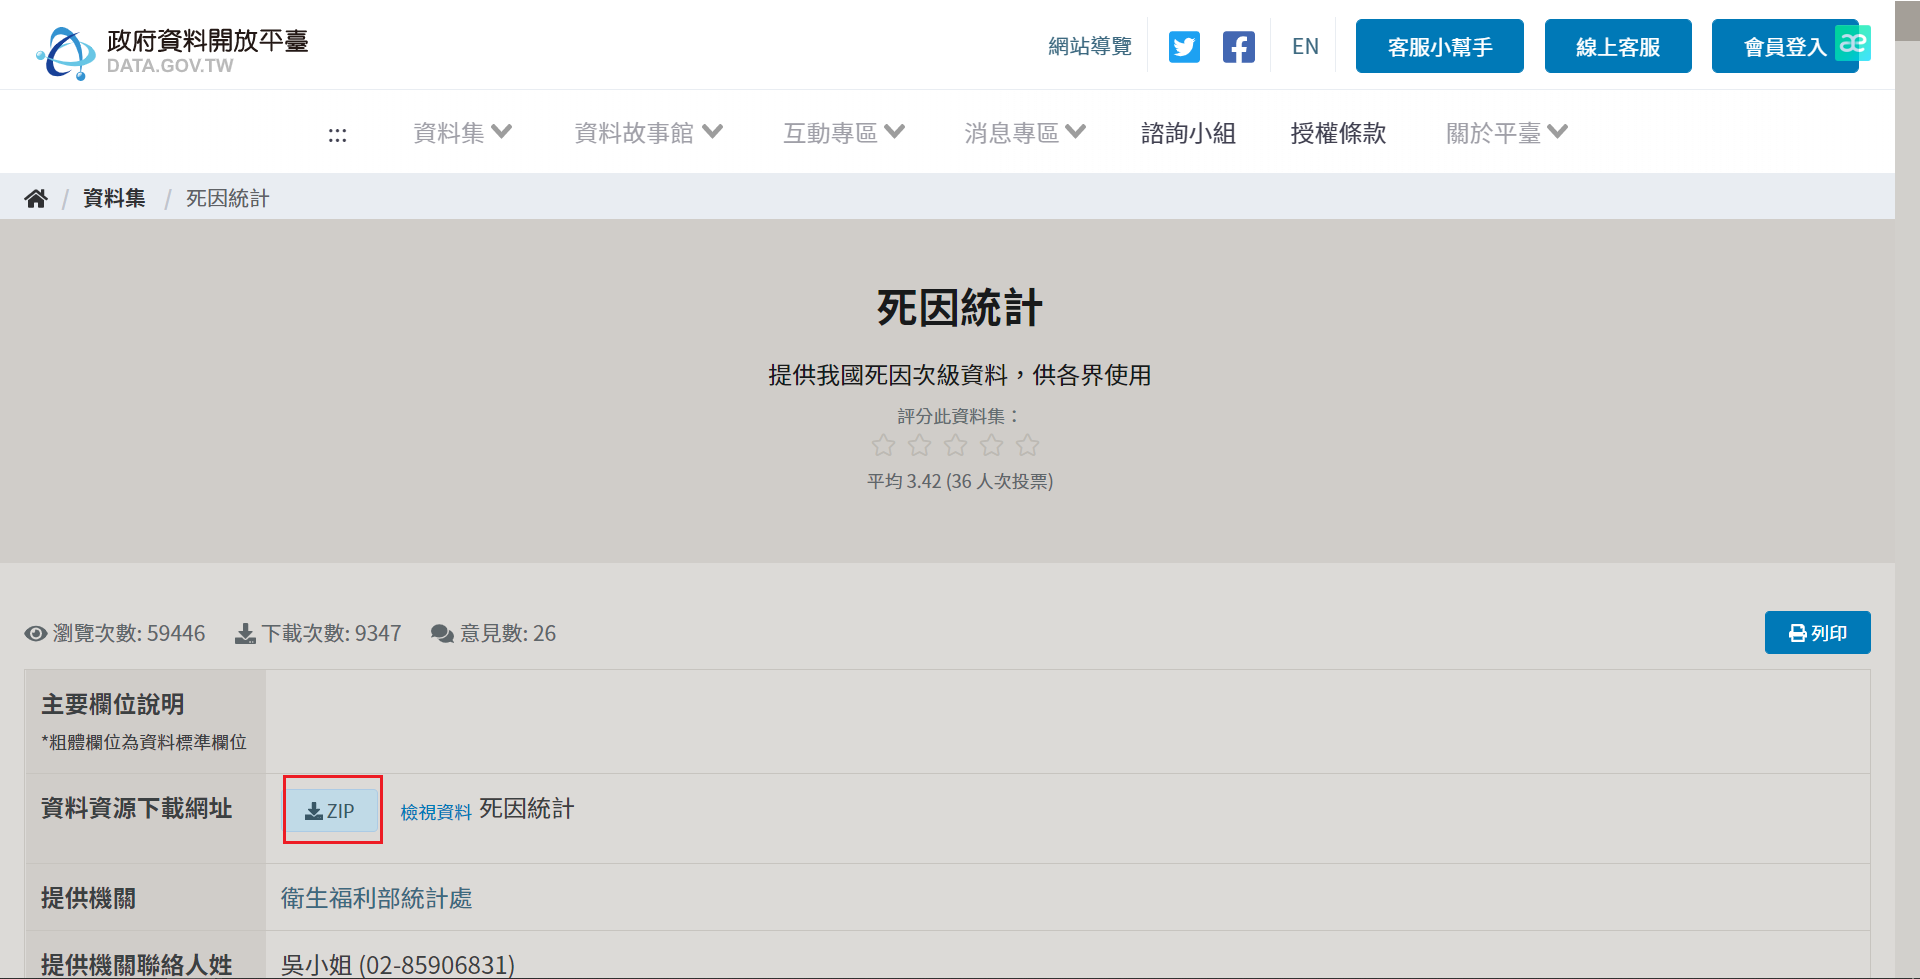 政府資料開放平臺
DATA.GOV.TW
網站導覽
EN
客服小幫手
線上客服
會員登入
æ
:::
資料集
資料故事館
互動專區
消息專區
諮詢小組
授權條款
關於平臺
/ 資料集 / 死因統計
死因統計
提供我國死因次級資料，供各界使用
評分此資料集：
平均 3.42 (36 人次投票)
瀏覽次數: 59446
下載次數: 9347
意見數: 26
列印
主要欄位說明
*粗體欄位為資料標準欄位
資料資源下載網址
ZIP
檢視資料 死因統計
提供機關
衛生福利部統計處
提供機關聯絡人姓
吳小姐 (02-85906831)